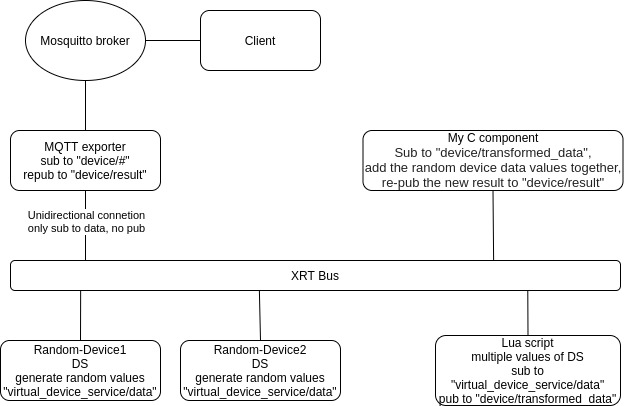 Mosquitto broker
Client
MQTT exporter
sub to "device/#"
repub to "device/result"
My C component
Sub to "device/transformed_data",
add the random device data values together,
re-pub the new result to "device/result"
Unidirectional connetion
only sub to data, no pub
XRT Bus
Random-Device1
DS
generate random values
"virtual_device_service/data"
Random-Device2
DS
generate random values
"virtual_device_service/data"
Lua script
multiple values of DS
sub to
"virtual_device_service/data"
pub to "device/transformed_data"